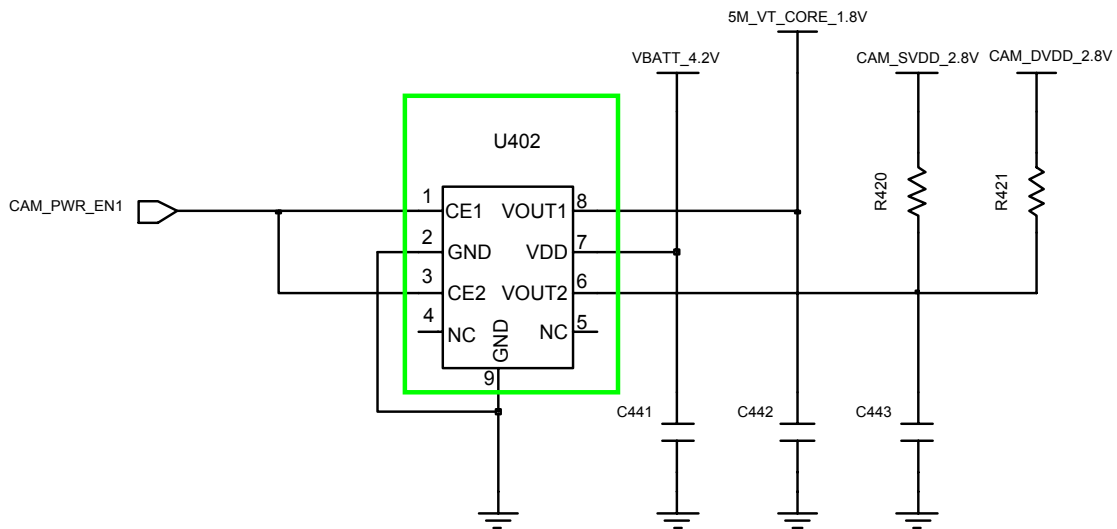 5M_VT_CORE_1.8V
VBATT_4.2V
CAM_SVDD_2.8V
CAM_DVDD_2.8V
U402
CAM_PWR_EN1
R420
R421
1
CE1
VOUT1
8
2
GND
VDD
7
3
CE2
VOUT2
6
4
NC
NC
5
GND
9
C441
C442
C443